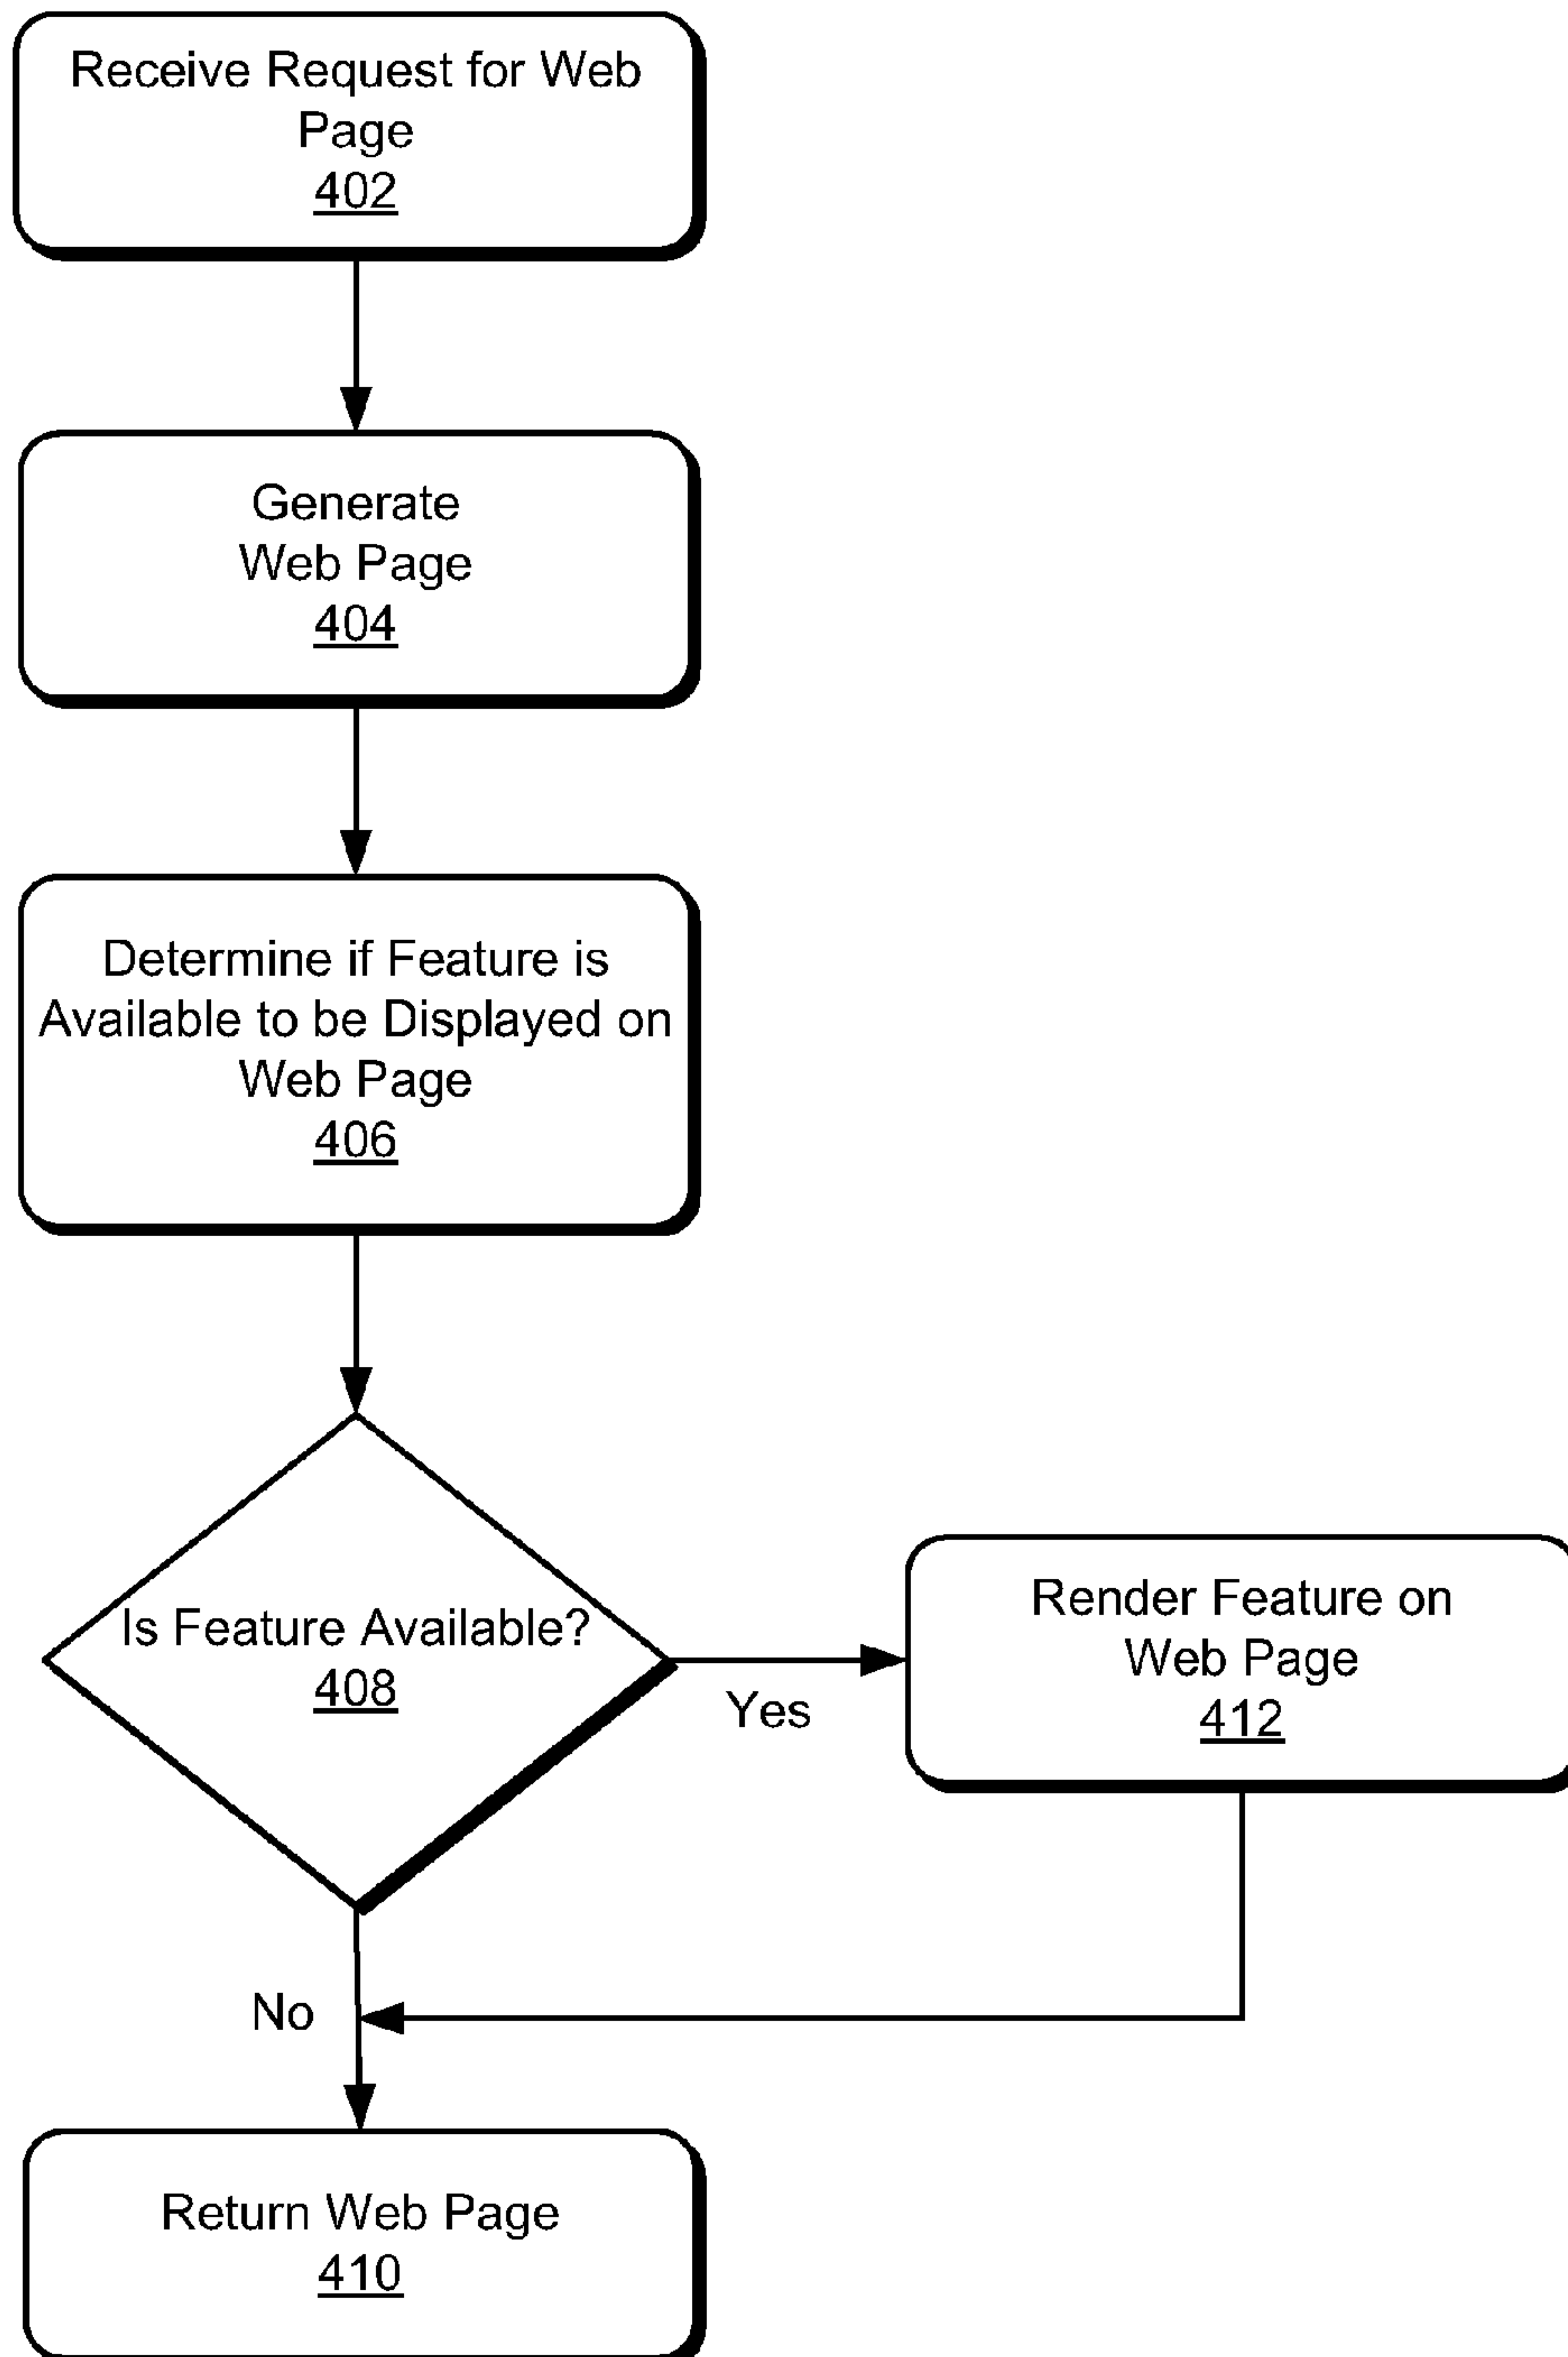 Receive Request for Web
Page
402
Generate
Web Page
404
Determine if Feature is
Available to be Displayed on
Web Page
406
Is Feature Available?
408
Yes
Render Feature on
Web Page
412
No
Return Web Page
410